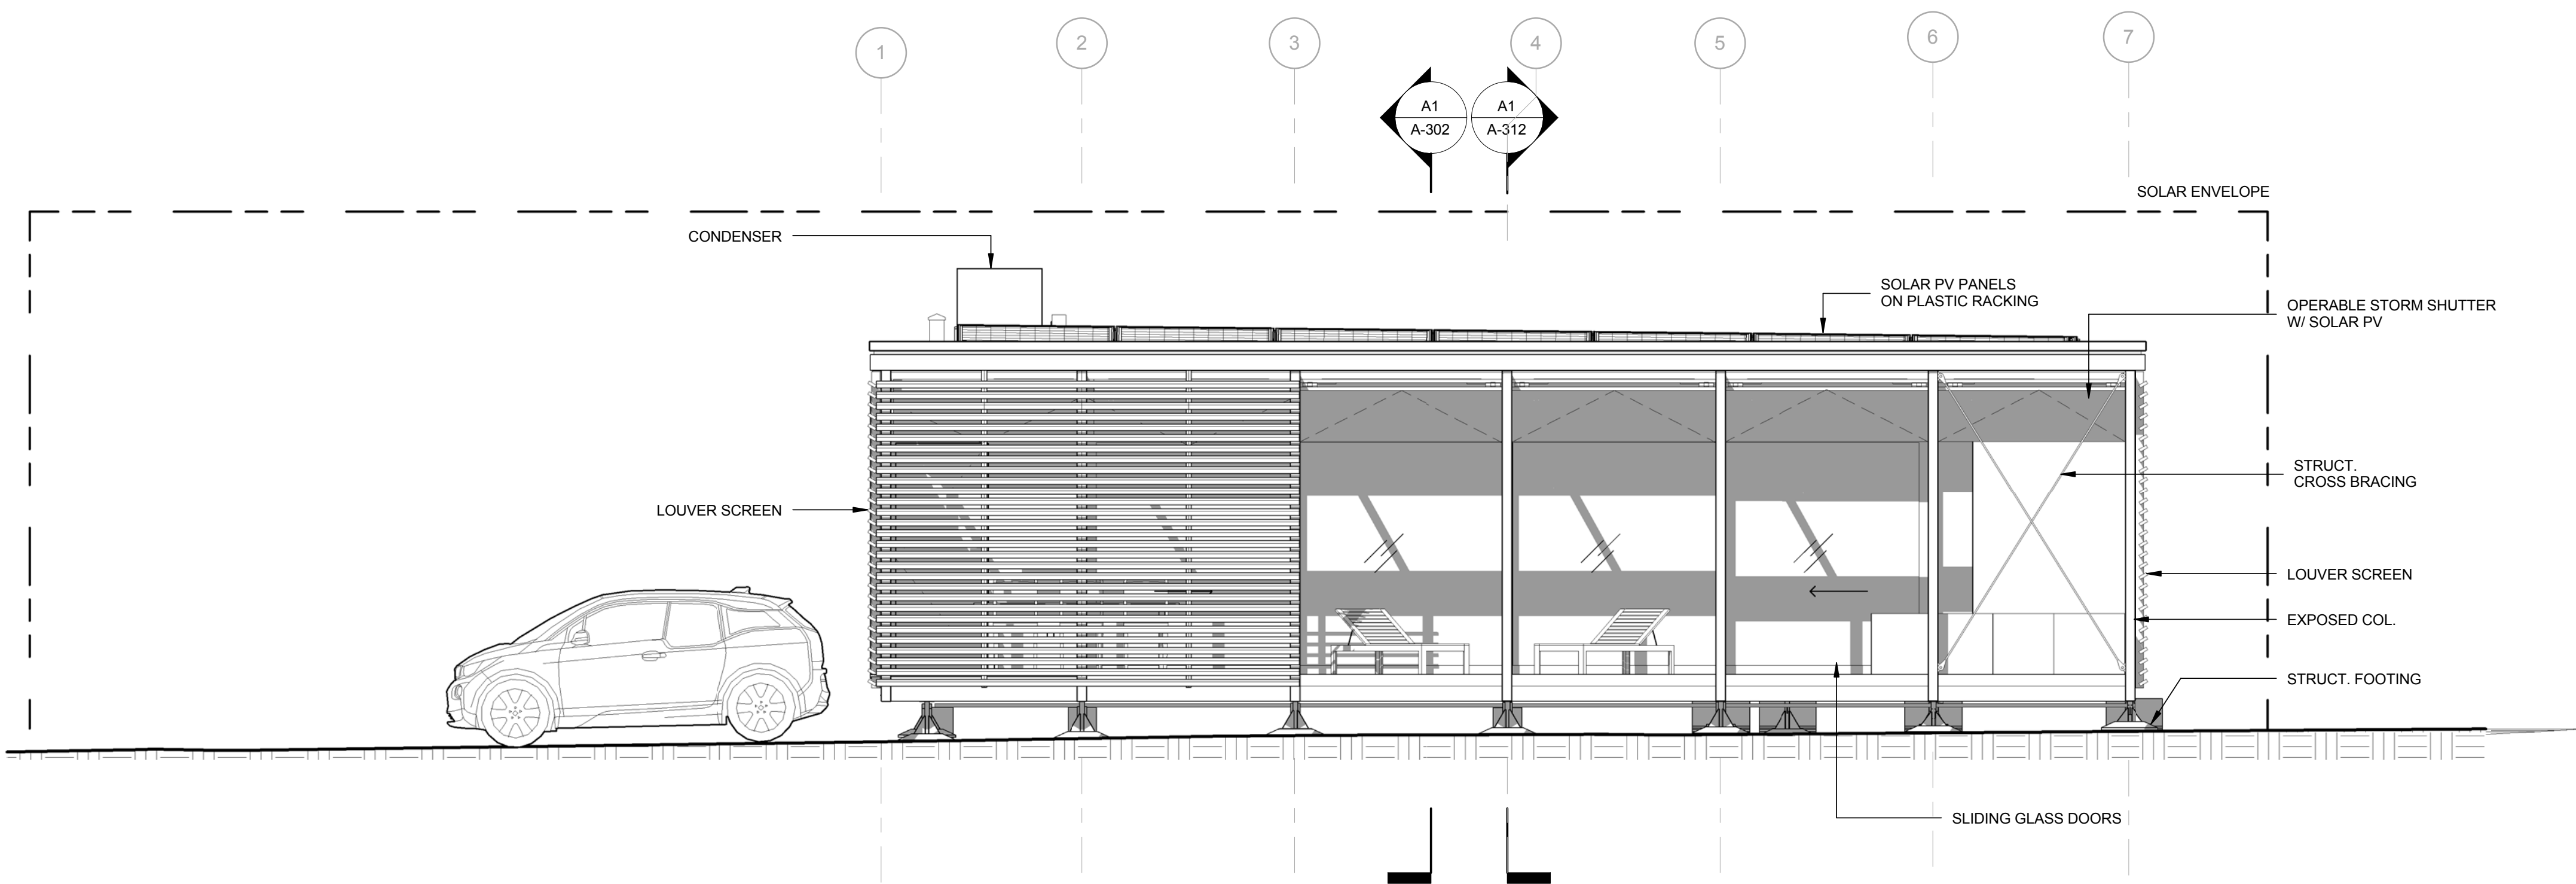 1
2
3
4
5
6
7
A1
A-302
A1
A-312
SOLAR ENVELOPE
CONDENSER
SOLAR PV PANELS
ON PLASTIC RACKING
OPERABLE STORM SHUTTER
W/ SOLAR PV
STRUCT.
CROSS BRACING
LOUVER SCREEN
LOUVER SCREEN
EXPOSED COL.
STRUCT. FOOTING
SLIDING GLASS DOORS